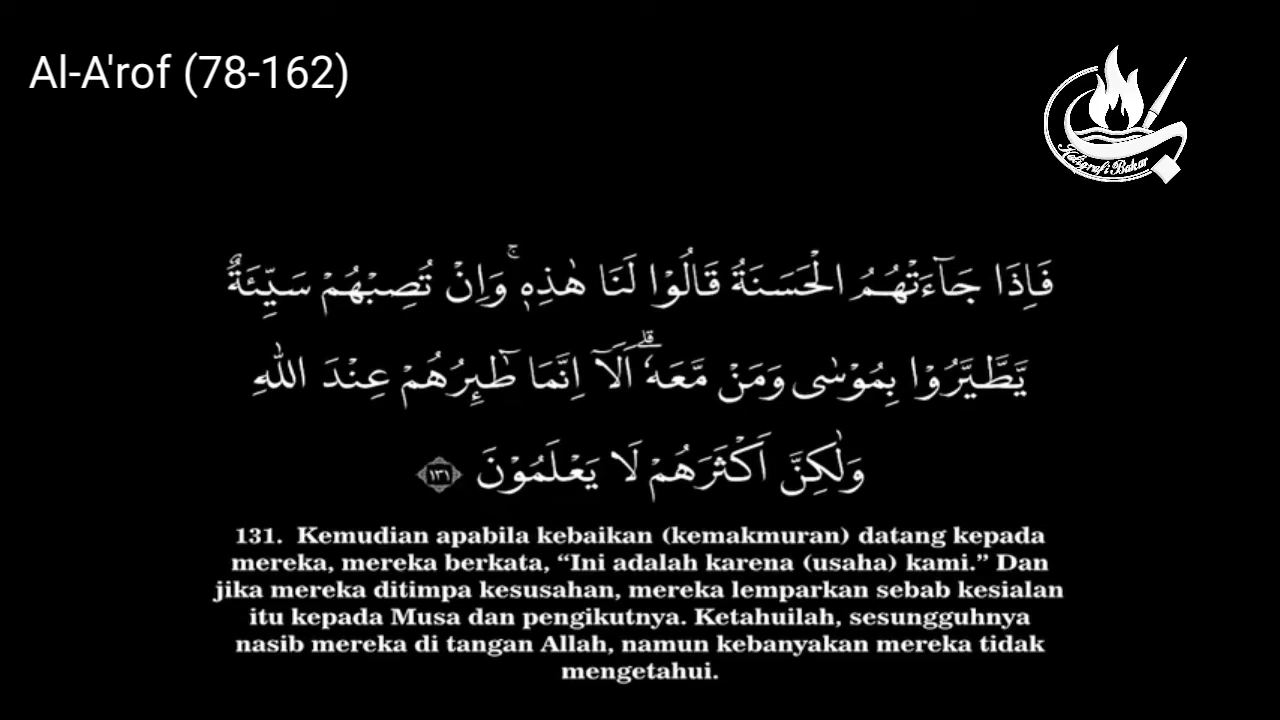 Al-A'rof (78-162)
Kaligrafi Bakar
فَاِذَا جَاۤءَتْهُمُ الْحَسَنَةُ قَالُوْا لَنَا هٰذِهٖ ۚوَاِنْ تُصِبْهُمْ سَيِّئَةٌ
يَّطَّيَّرُوْا بِمُوْسٰى وَمَنْ مَّعَهٗ ۗاَلَآ اِنَّمَا طٰۤىِٕرُهُمْ عِنْدَ اللّٰهِ
وَلٰكِنَّ اَكْثَرَهُمْ لَا يَعْلَمُوْنَ ١٣١
131. Kemudian apabila kebaikan (kemakmuran) datang kepada
mereka, mereka berkata, “Ini adalah karena (usaha) kami.” Dan
jika mereka ditimpa kesusahan, mereka lemparkan sebab kesialan
itu kepada Musa dan pengikutnya. Ketahuilah, sesungguhnya
nasib mereka di tangan Allah, namun kebanyakan mereka tidak
mengetahui.